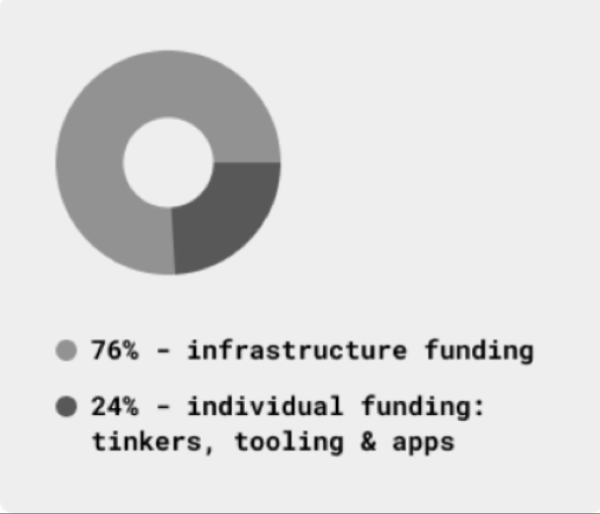 76% - infrastructure funding
24% - individual funding:
tinkers, tooling & apps